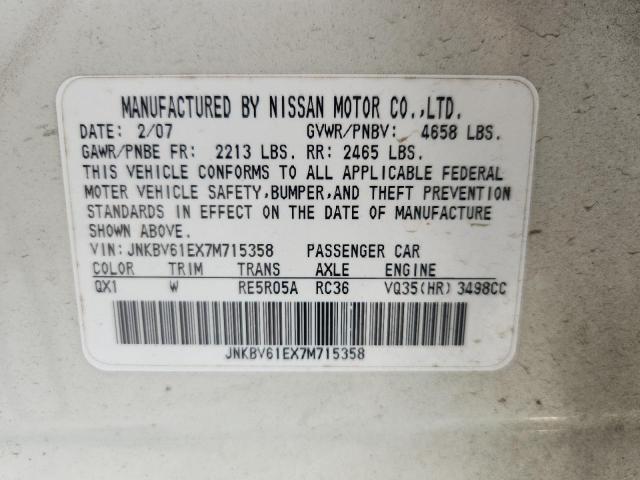 MANUFACTURED BY NISSAN MOTOR CO.,LTD.
DATE: 2/07 GVWR/PNBV: 4658 LBS.
GAWR/PNBE FR: 2213 LBS. RR: 2465 LBS.
THIS VEHICLE CONFORMS TO ALL APPLICABLE FEDERAL
MOTER VEHICLE SAFETY,BUMPER,AND THEFT PREVENTION
STANDARDS IN EFFECT ON THE DATE OF MANUFACTURE
SHOWN ABOVE.
VIN:JNKBV61EX7M715358 PASSENGER CAR
COLOR TRIM TRANS AXLE ENGINE
QX1 W RE5R05A RC36 VQ35(HR) 3498CC
JNKBV61EX7M715358